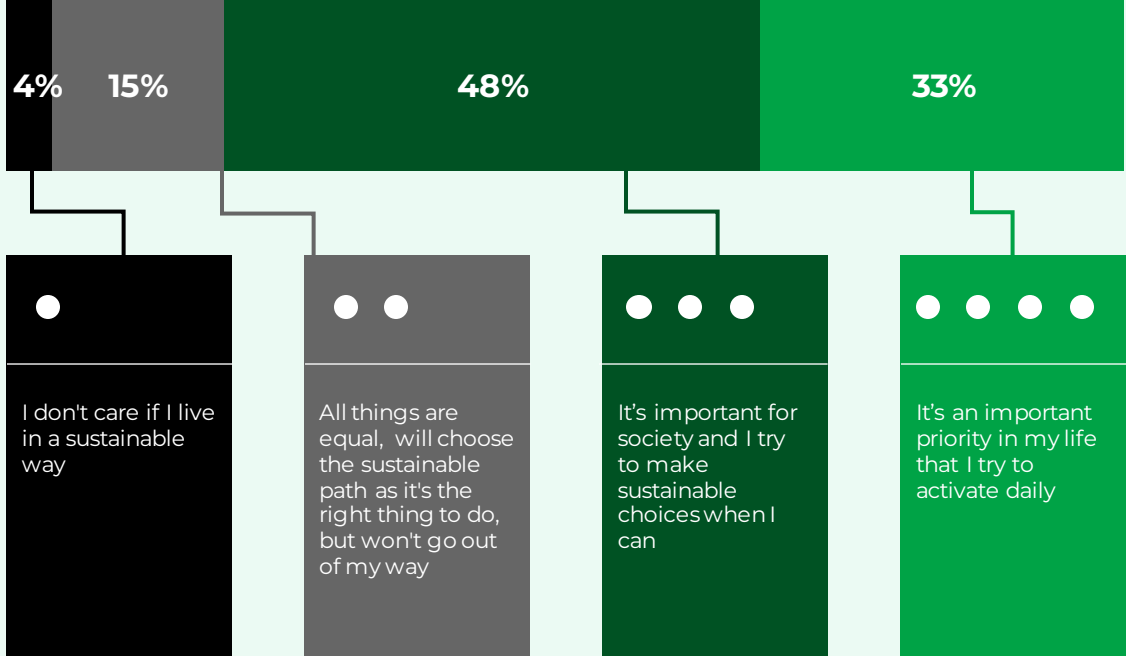 4%
15%
48%
33%
I don't care if I live
in a sustainable
way
All things are
equal, will choose
the sustainable
path as it's the
right thing to do,
but won't go out
of my way
It’s important for
society and I try
to make
sustainable
choices when I
can
It’s an important
priority in my life
that I try to
activate daily